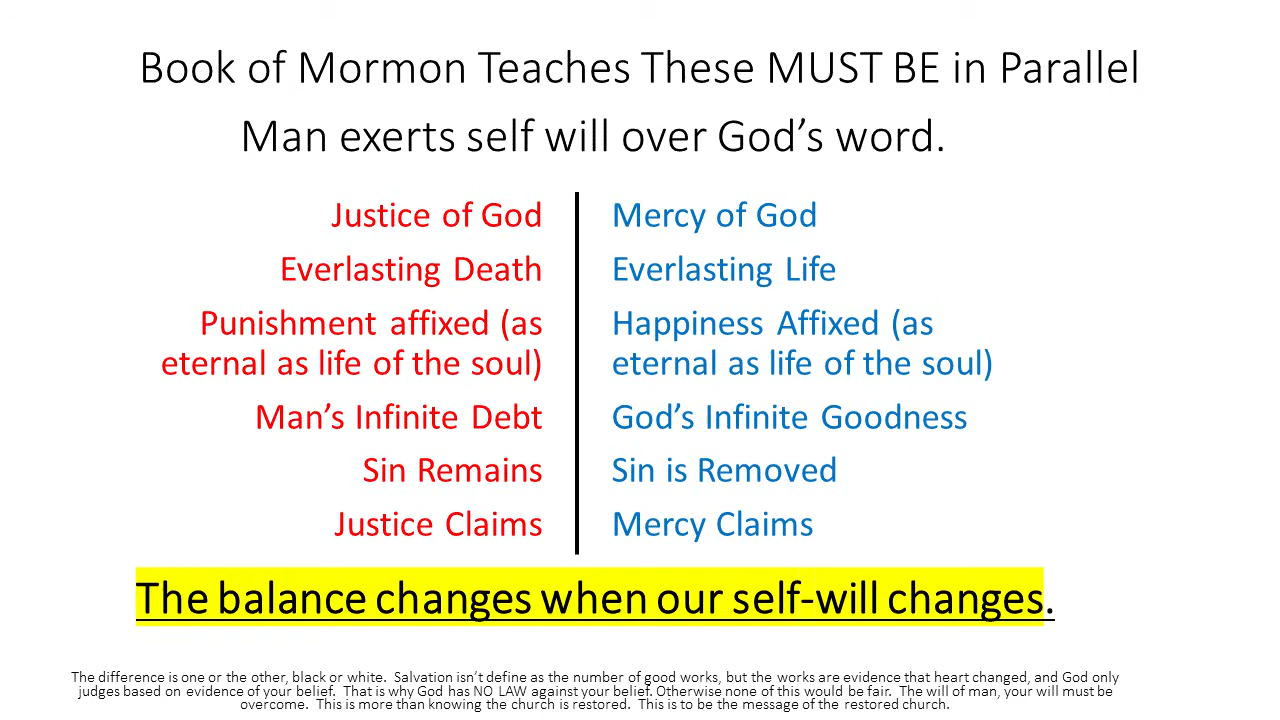 Book of Mormon Teaches These MUST BE in Parallel
Man exerts self will over God’s word.
Justice of God
Everlasting Death
Punishment affixed (as
eternal as life of the soul)
Man’s Infinite Debt
Sin Remains
Justice Claims
Mercy of God
Everlasting Life
Happiness Affixed (as
eternal as life of the soul)
God’s Infinite Goodness
Sin is Removed
Mercy Claims
The balance changes when our self-will changes.
The difference is one or the other, black or white. Salvation isn’t define as the number of good works, but the works are evidence that heart changed, and God only
judges based on evidence of your belief. That is why God has NO LAW against your belief. Otherwise none of this would be fair. The will of man, your will must be
overcome. This is more than knowing the church is restored. This is to be the message of the restored church.